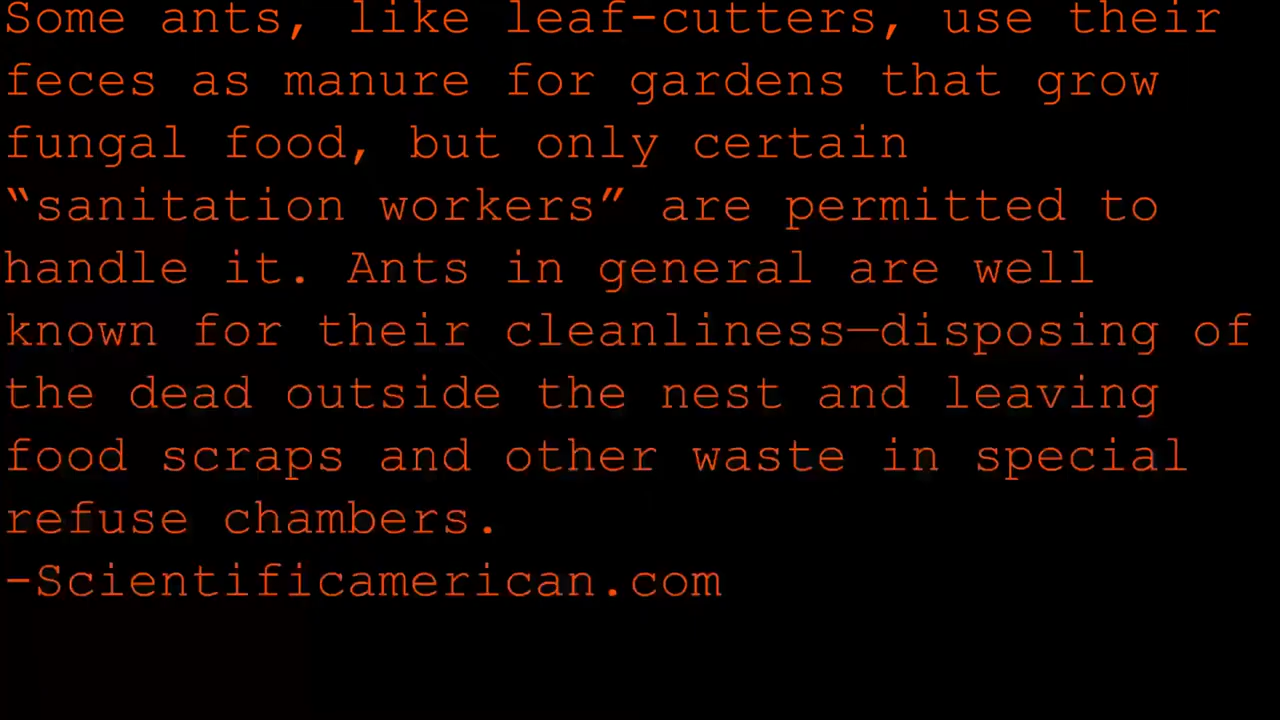 Some ants, like leaf-cutters, use their
feces as manure for gardens that grow
fungal food, but only certain
“sanitation workers” are permitted to
handle it. Ants in general are well
known for their cleanliness—disposing of
the dead outside the nest and leaving
food scraps and other waste in special
refuse chambers.
-Scientificamerican.com